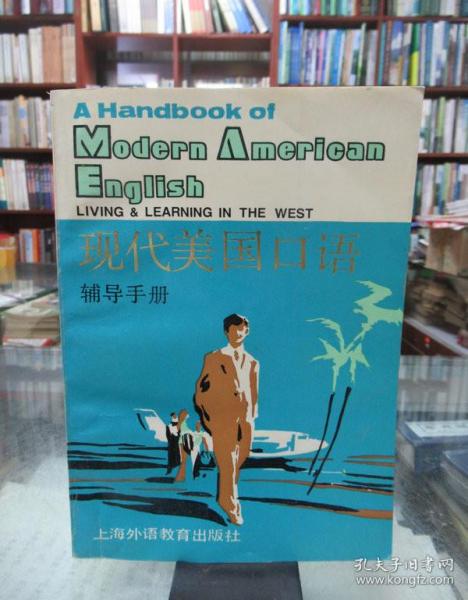 A Handbook of
Modern American
English
LIVING & LEARNING IN THE WEST
现代美国口语
辅导手册
上海外语教育出版社
孔夫子旧书网
www.kongfz.com